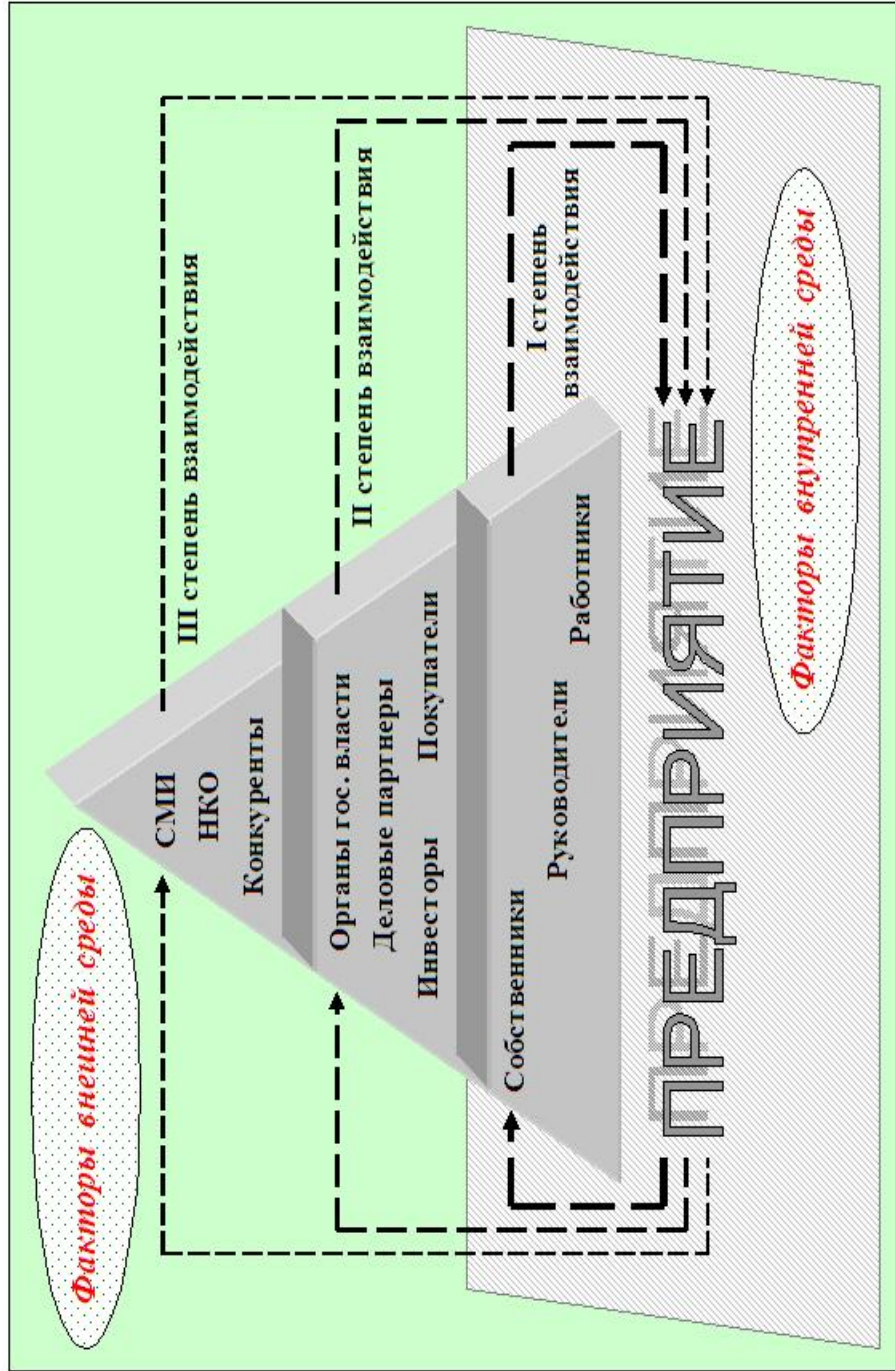 Факторы внешней среды
СМИ
НКО
Конкуренты
III степень взаимодействия
Органы гос. власти
Деловые партнеры
Инвесторы Покупатели
II степень взаимодействия
Собственники
Руководители
Работники
I степень
взаимодействия
ПРЕДПРИЯТИЕ
Факторы внутренней среды